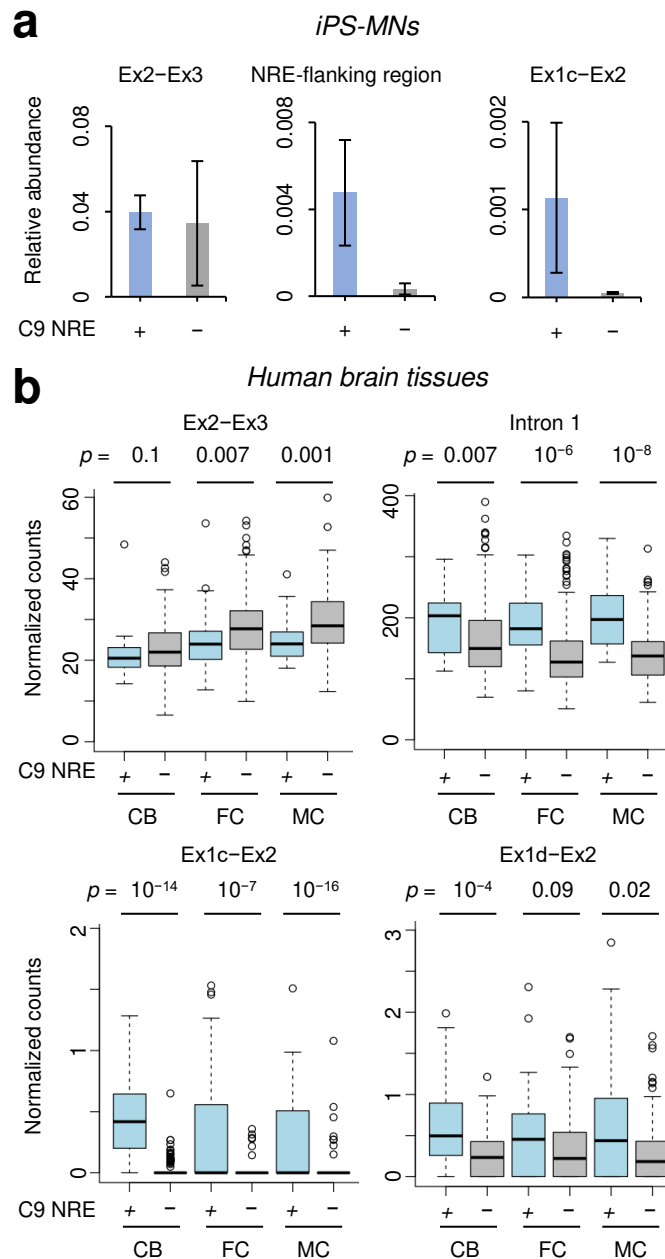 a
iPS-MNs
Ex2–Ex3
NRE-flanking region
Ex1c–Ex2
Relative abundance
0 0.04 0.08
0 0.004 0.008
0 0.001 0.002
C9 NRE + – + – + –
b
Human brain tissues
Ex2–Ex3
p = 0.1 0.007 0.001
Normalized counts
0 20 40 60
C9 NRE + – + – + –
CB FC MC
Intron 1
p = 0.007 10⁻⁶ 10⁻⁸
0 200 400
+ – + – + –
CB FC MC
Ex1c–Ex2
p = 10⁻¹⁴ 10⁻⁷ 10⁻¹⁶
Normalized counts
0 1 2
C9 NRE + – + – + –
CB FC MC
Ex1d–Ex2
p = 10⁻⁴ 0.09 0.02
0 1 2 3
+ – + – + –
CB FC MC